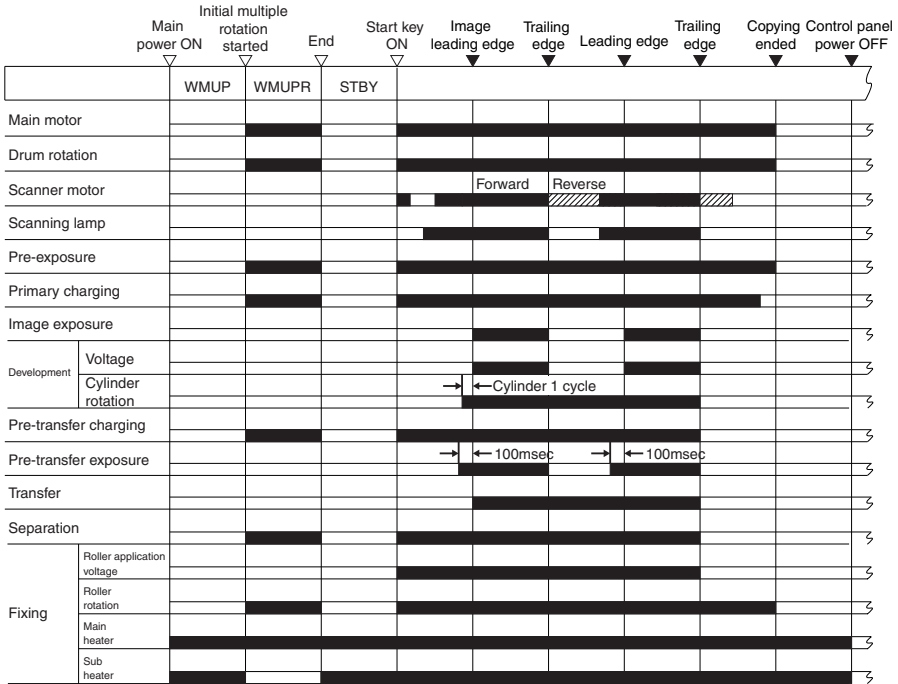 Main power ON
Initial multiple rotation started
End
Start key ON
Image leading edge
Trailing edge
Leading edge
Trailing edge
Copying ended
Control panel power OFF
WMUP
WMUPR
STBY
Main motor
Drum rotation
Scanner motor
Forward
Reverse
Scanning lamp
Pre-exposure
Primary charging
Image exposure
Development
Voltage
Cylinder rotation
Cylinder 1 cycle
Pre-transfer charging
Pre-transfer exposure
100msec
100msec
Transfer
Separation
Fixing
Roller application voltage
Roller rotation
Main heater
Sub heater